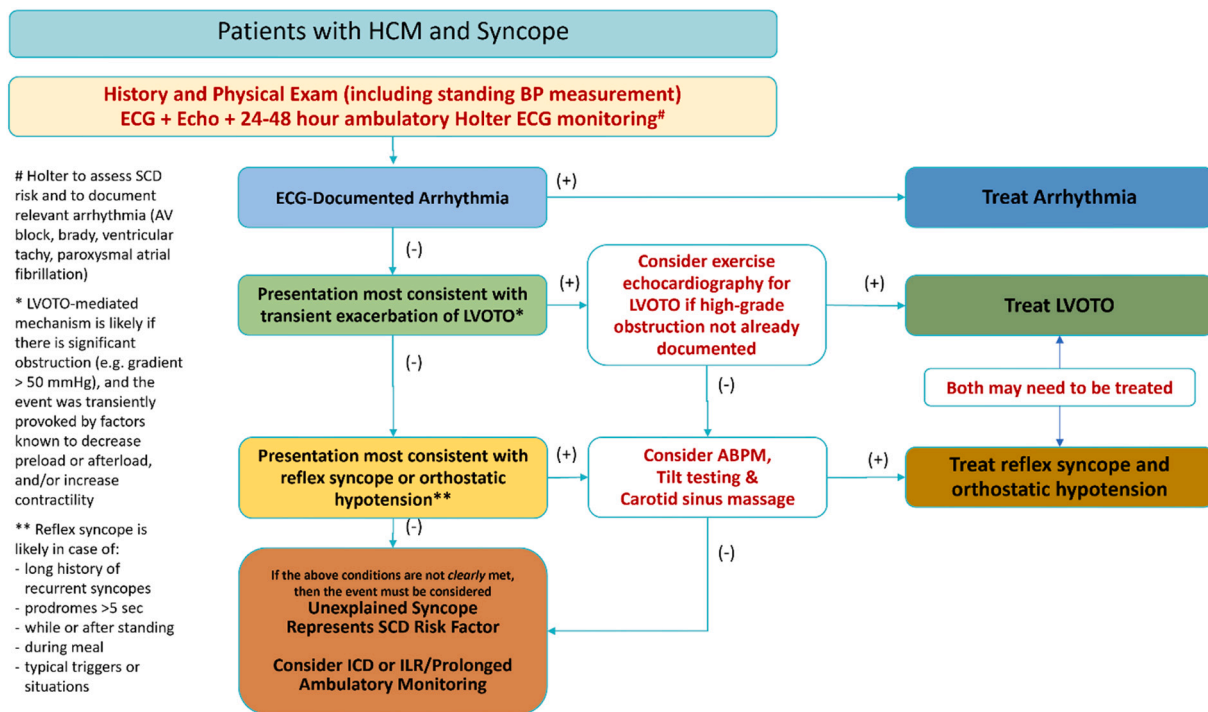 Patients with HCM and Syncope
History and Physical Exam (including standing BP measurement)
ECG + Echo + 24-48 hour ambulatory Holter ECG monitoring#
# Holter to assess SCD
risk and to document
relevant arrhythmia (AV
block, brady, ventricular
tachy, paroxysmal atrial
fibrillation)
* LVOTO-mediated
mechanism is likely if
there is significant
obstruction (e.g. gradient
> 50 mmHg), and the
event was transiently
provoked by factors
known to decrease
preload or afterload,
and/or increase
contractility
** Reflex syncope is
likely in case of:
- long history of
recurrent syncopes
- prodromes >5 sec
- while or after standing
- during meal
- typical triggers or
situations
ECG-Documented Arrhythmia
(+)
Treat Arrhythmia
(-)
Presentation most consistent with
transient exacerbation of LVOTO*
(+)
Consider exercise
echocardiography for
LVOTO if high-grade
obstruction not already
documented
(+)
Treat LVOTO
(-)
(-)
Both may need to be treated
Presentation most consistent with
reflex syncope or orthostatic
hypotension**
(+)
Consider ABPM,
Tilt testing &
Carotid sinus massage
(+)
Treat reflex syncope and
orthostatic hypotension
(-)
(-)
If the above conditions are not clearly met,
then the event must be considered
Unexplained Syncope
Represents SCD Risk Factor
Consider ICD or ILR/Prolonged
Ambulatory Monitoring